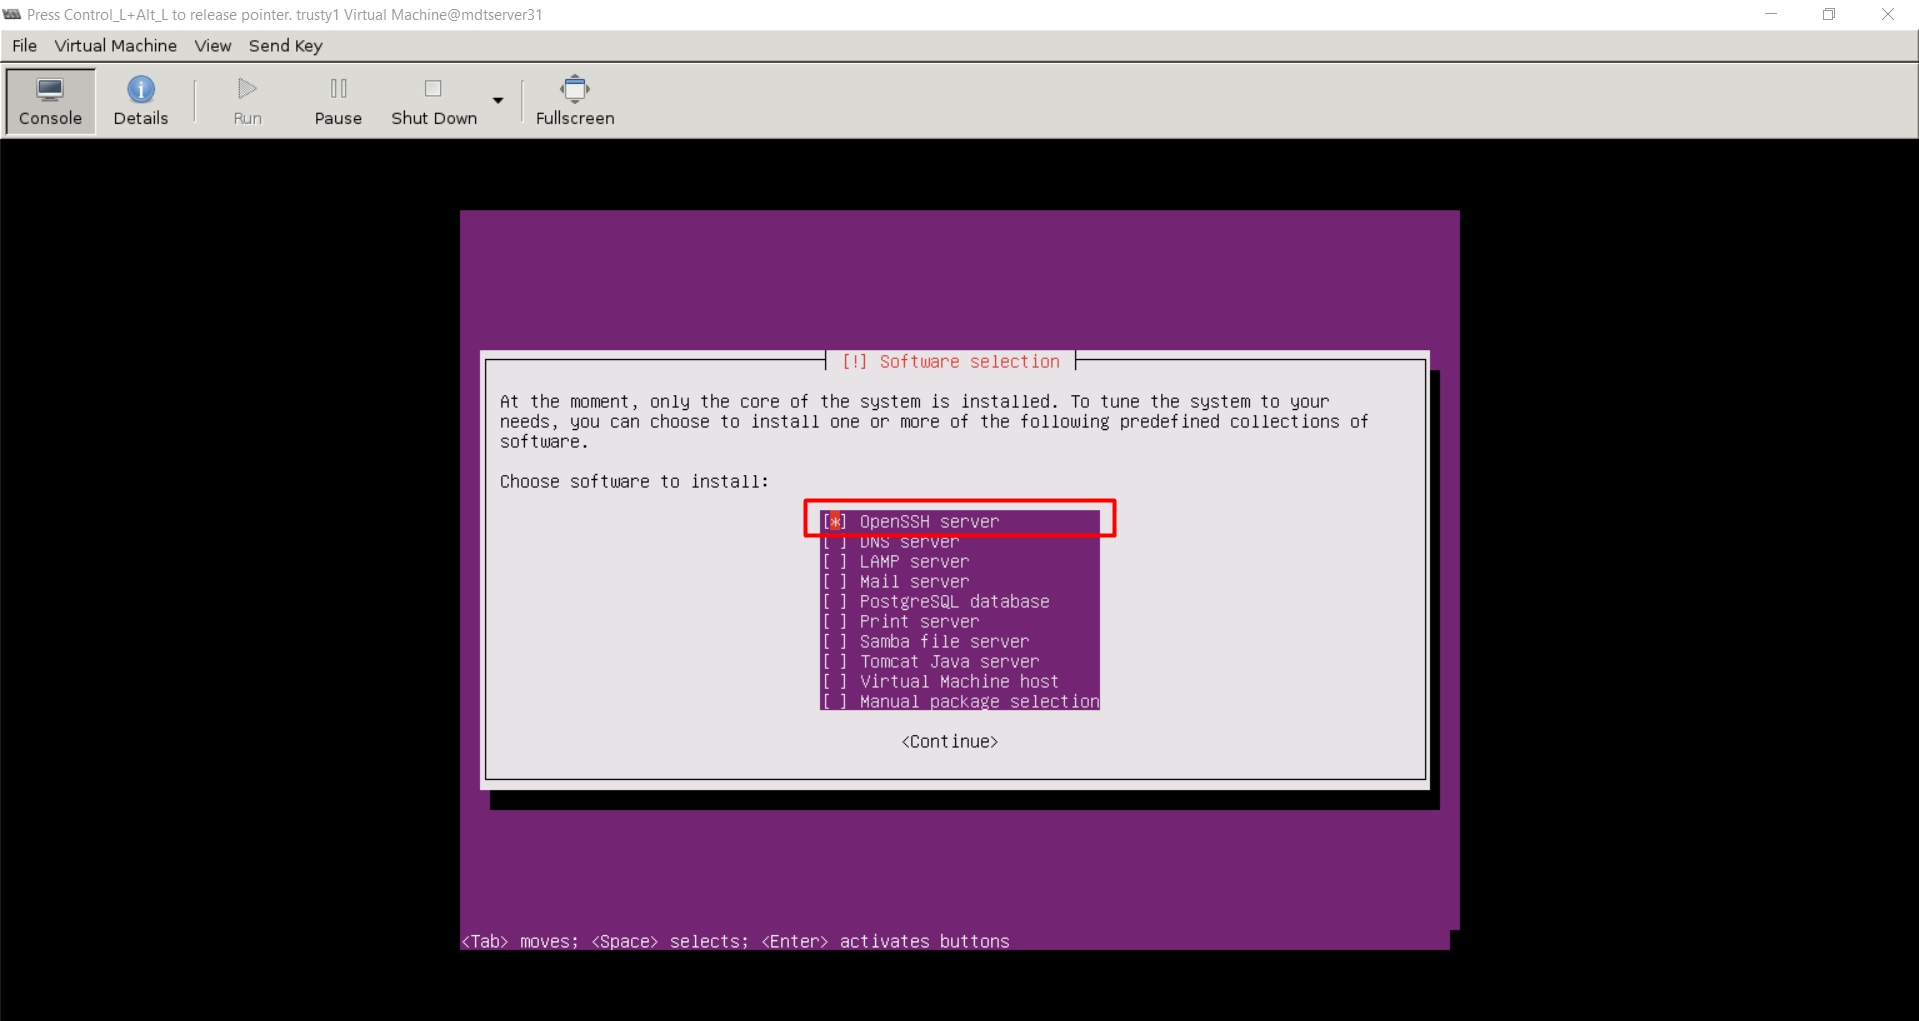 Press Control_L+Alt_L to release pointer. trusty1 Virtual Machine@mdtserver31
File Virtual Machine View Send Key
Console Details Run Pause Shut Down Fullscreen
[!] Software selection
At the moment, only the core of the system is installed. To tune the system to your
needs, you can choose to install one or more of the following predefined collections of
software.
Choose software to install:
[*] OpenSSH server
[ ] DNS server
[ ] LAMP server
[ ] Mail server
[ ] PostgreSQL database
[ ] Print server
[ ] Samba file server
[ ] Tomcat Java server
[ ] Virtual Machine host
[ ] Manual package selection
<Continue>
<Tab> moves; <Space> selects; <Enter> activates buttons